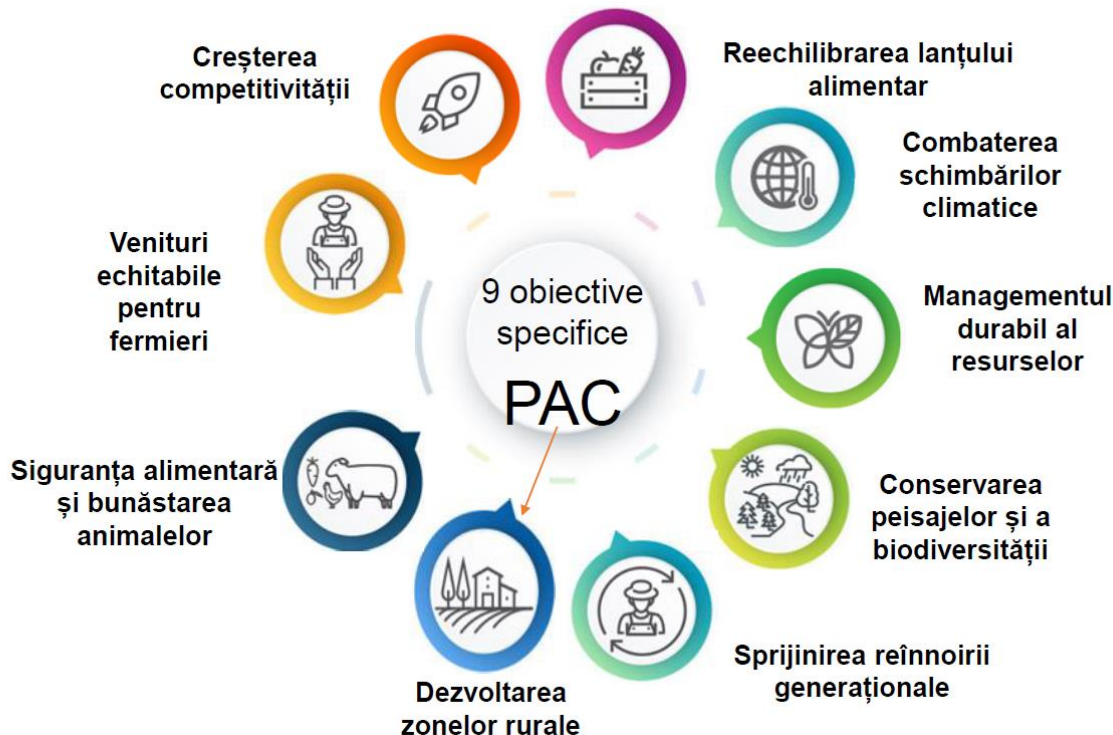 Creșterea
competitivității
Reechilibrarea lanțului
alimentar
Combaterea
schimbărilor
climatice
Venituri
echitabile
pentru
fermieri
9 obiective
specifice
PAC
Managementul
durabil al
resurselor
Siguranța alimentară
și bunăstarea
animalelor
Conservarea
peisajelor și a
biodiversității
Sprijinirea reînnoirii
generaționale
Dezvoltarea
zonelor rurale